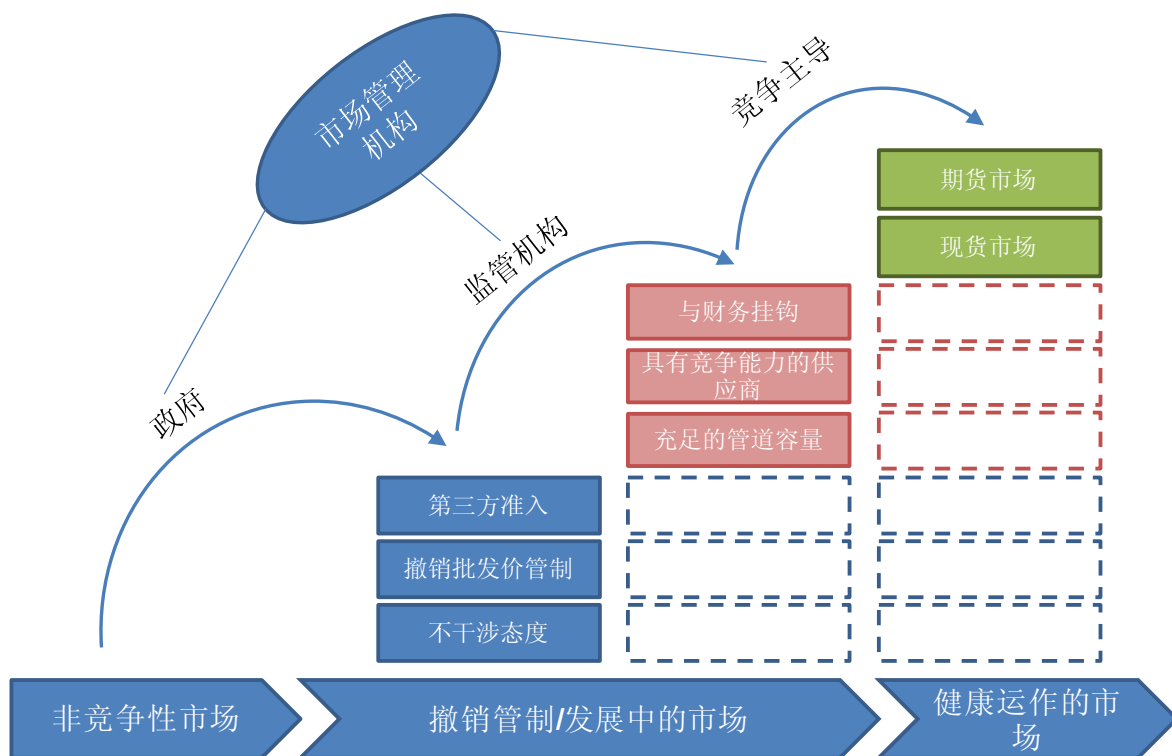 市场管理
机构
竞争主导
监管机构
政府
期货市场
现货市场
与财务挂钩
具有竞争能力的供
应商
充足的管道容量
第三方准入
撤销批发价管制
不干涉态度
非竞争性市场
撤销管制/发展中的市场
健康运作的市
场